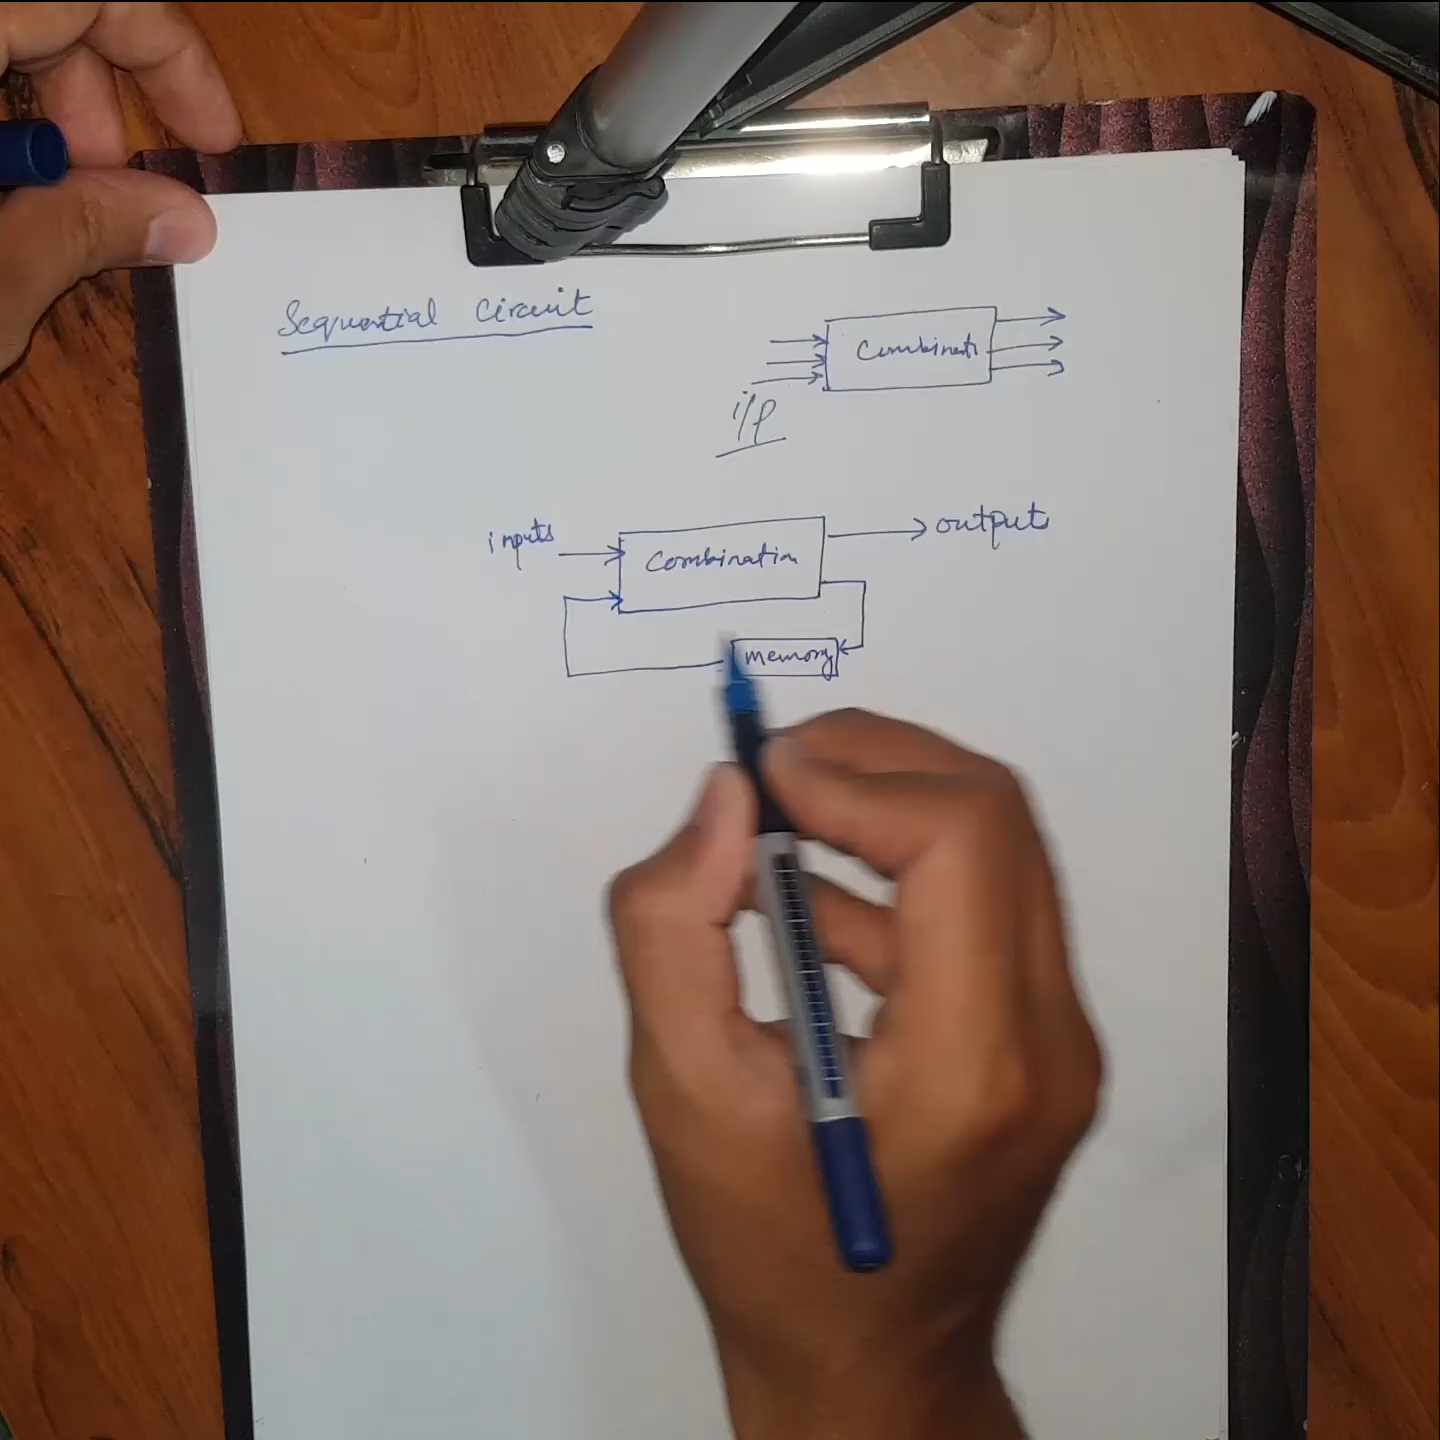 Sequential Circuit
Combinati
i/p
inputs
Combination
output
memory